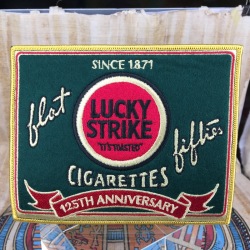 SINCE 1871
flat
LUCKY
STRIKE
"IT'S TOASTED"
fifties
CIGARETTES
125TH ANNIVERSARY